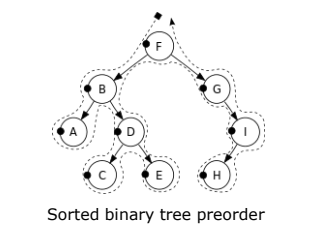 F
B G
A D I
C E H
Sorted binary tree preorder